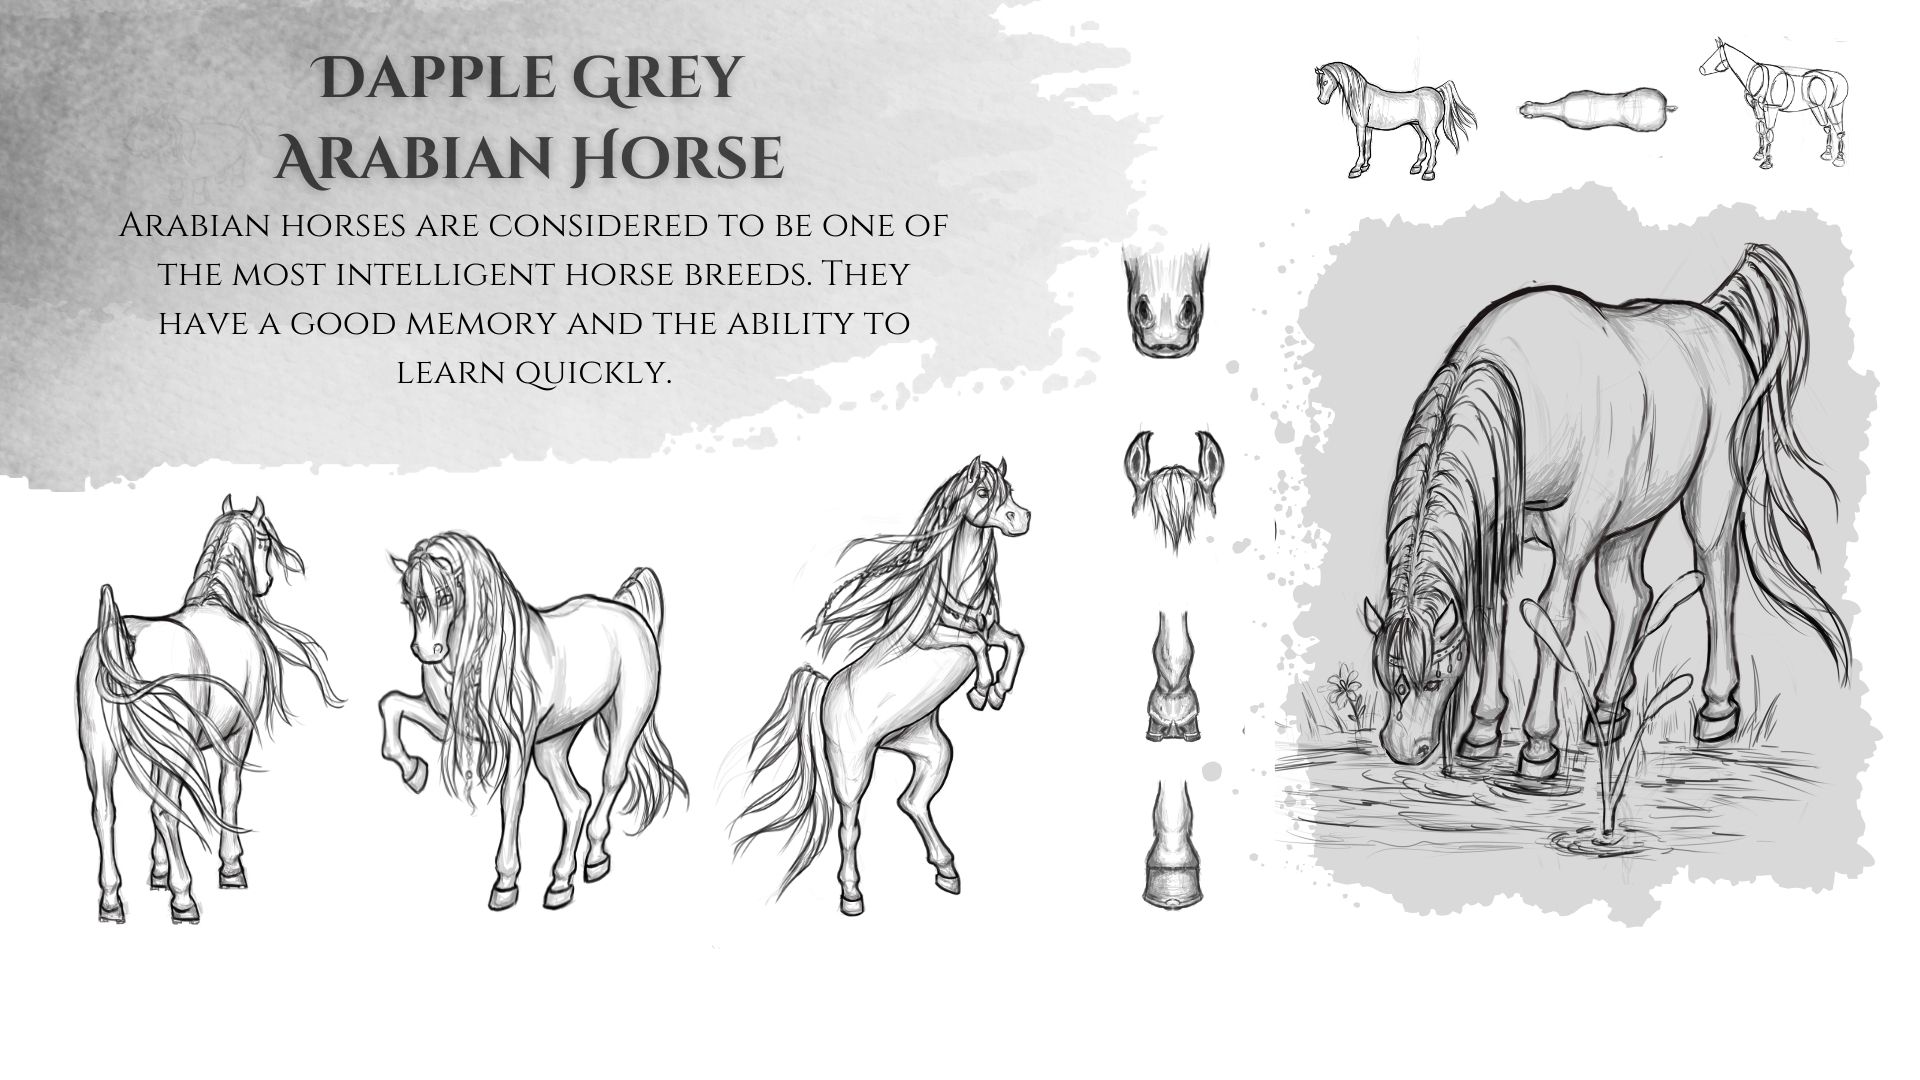 Dapple Grey
Arabian Horse
Arabian horses are considered to be one of
the most intelligent horse breeds. They
have a good memory and the ability to
learn quickly.